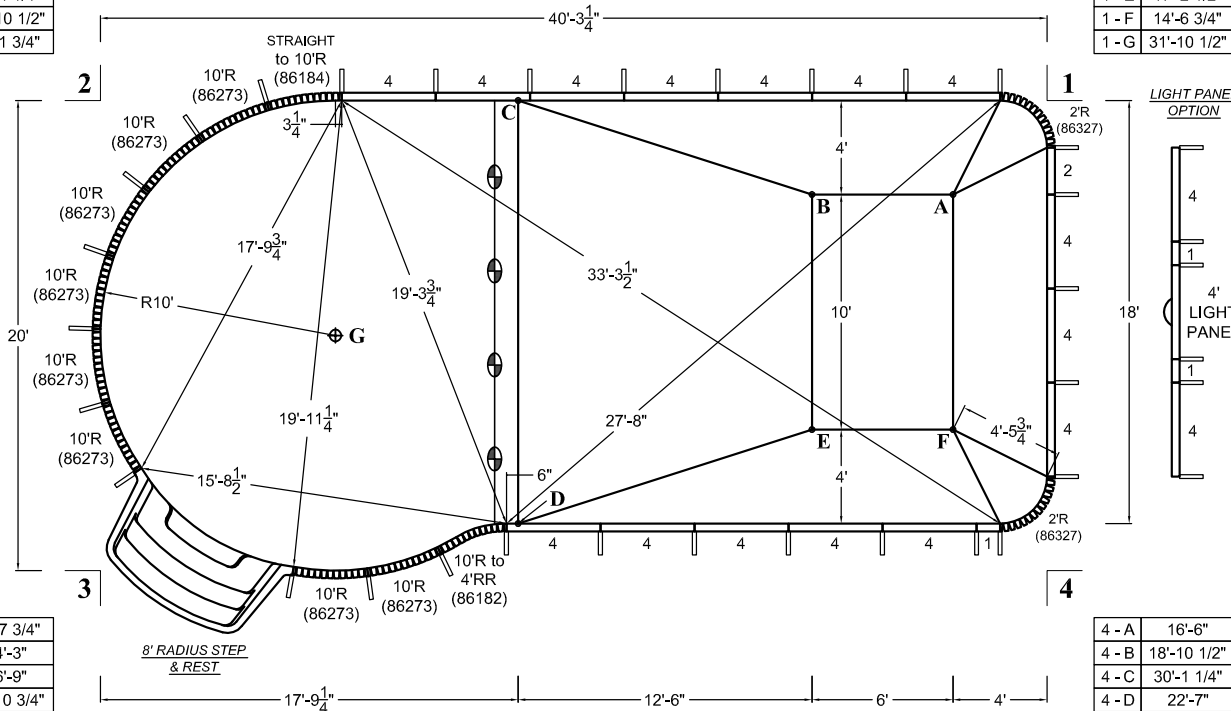 10 1/2"
1 3/4"
40'-3 1/4"
1 - F 14'-6 3/4"
1 - G 31'-10 1/2"
STRAIGHT
to 10'R
(86184)
2
4 4 4 4 4 4 4
1
LIGHT PANE
OPTION
10'R
(86273)
3 1/4"
C
2'R
(86327)
10'R
(86273)
4'
2
10'R
(86273)
B
A
4
17'-9 3/4"
10'R
(86273)
19'-3 3/4"
33'-3 1/2"
4
1
R10'
G
20'
10'
4
18'
4'
LIGHT
PANE
10'R
(86273)
1
10'R
(86273)
19'-11 1/4"
27'-8"
E
F
4'-5 3/4"
4
4
15'-8 1/2"
6"
D
4'
2'R
(86327)
4 4 4 4 4 1
10'R to
4'RR
(86182)
10'R
(86273)
10'R
(86273)
3
4
8' RADIUS STEP
& REST
7 3/4"
4'-3"
6'-9"
0 3/4"
17'-9 1/4"
12'-6"
6'
4'
4 - A 16'-6"
4 - B 18'-10 1/2"
4 - C 30'-1 1/4"
4 - D 22'-7"